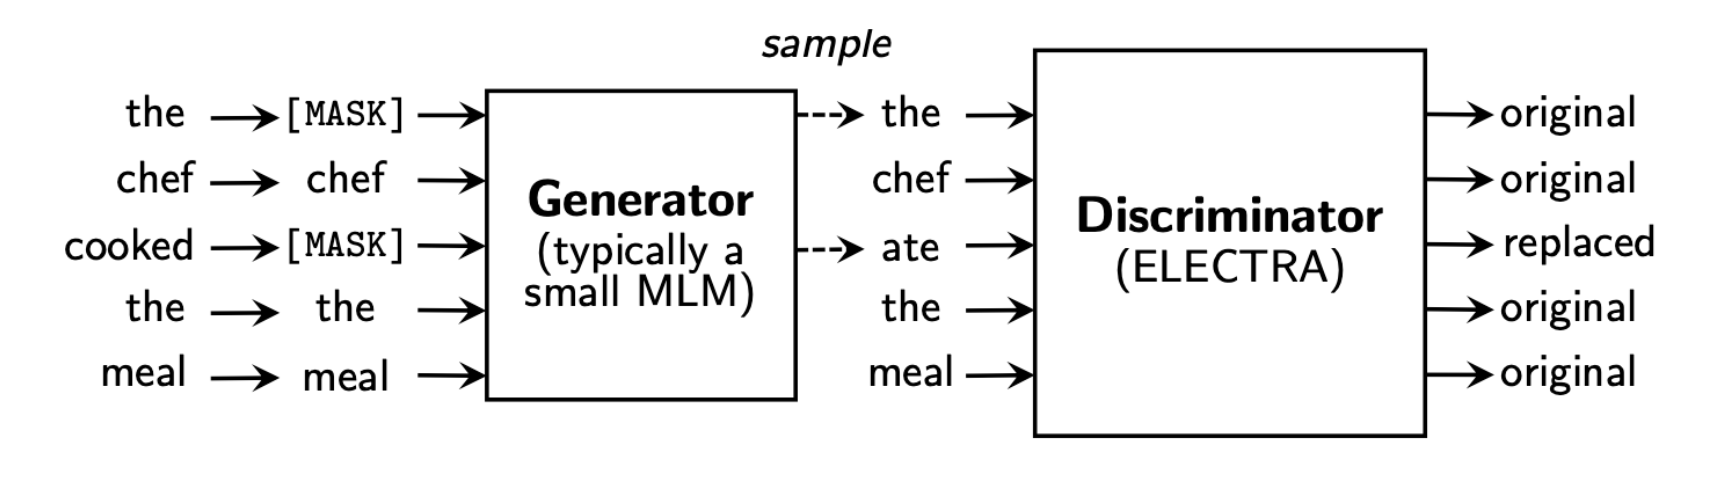 sample
the [MASK] the original
chef chef chef original
cooked [MASK] ate replaced
the the the original
meal meal meal original
Generator
(typically a
small MLM)
Discriminator
(ELECTRA)